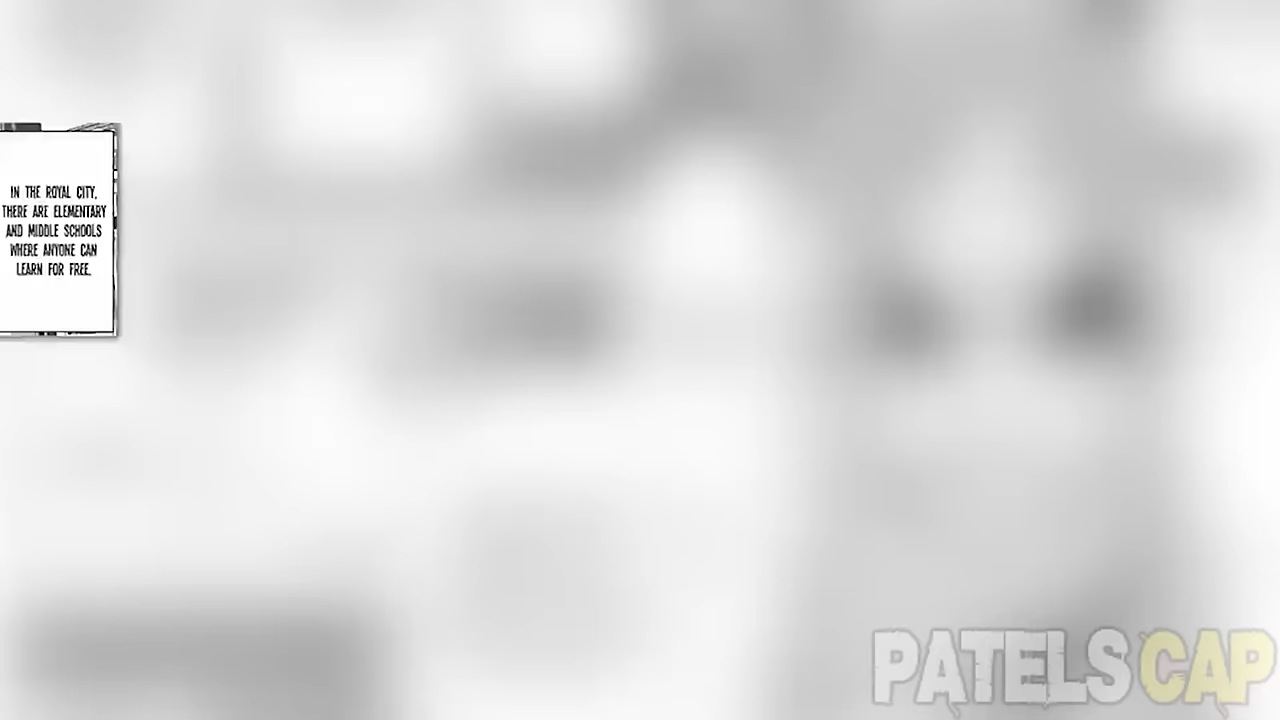 IN THE ROYAL CITY,
THERE ARE ELEMENTARY
AND MIDDLE SCHOOLS
WHERE ANYONE CAN
LEARN FOR FREE.
PATELSCAP